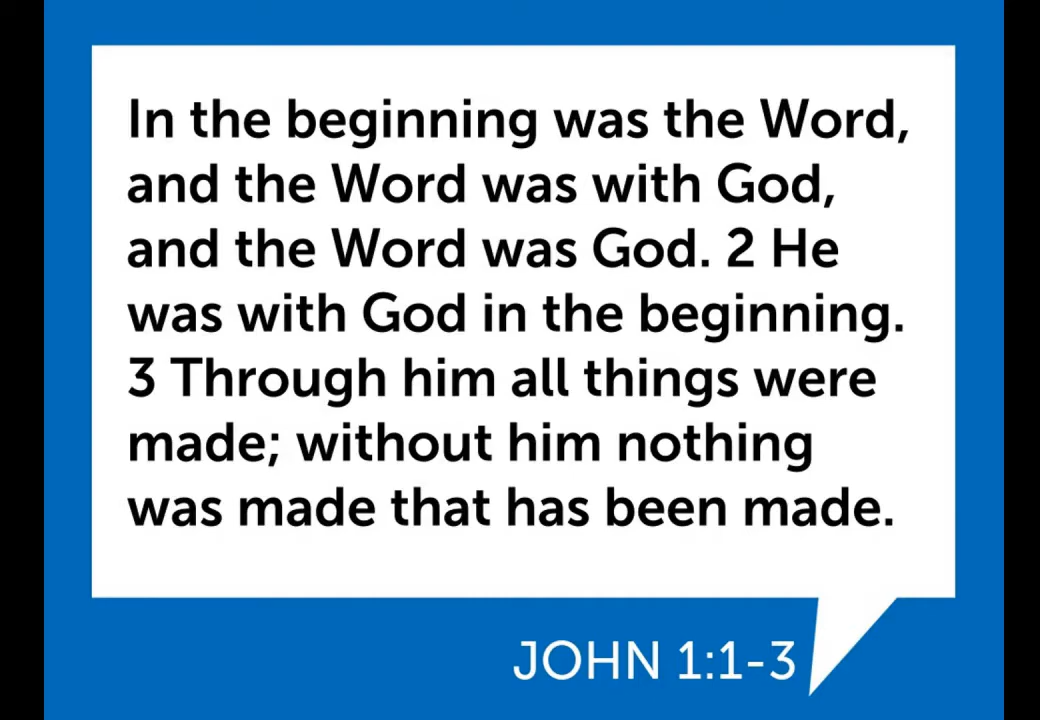 In the beginning was the Word,
and the Word was with God,
and the Word was God. 2 He
was with God in the beginning.
3 Through him all things were
made; without him nothing
was made that has been made.
JOHN 1:1-3